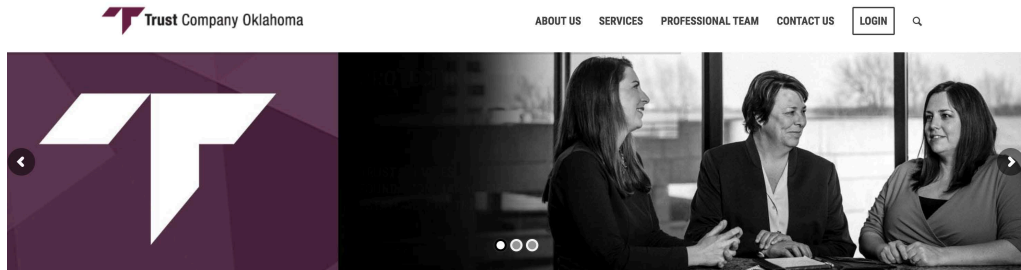 Trust Company Oklahoma
ABOUT US SERVICES PROFESSIONAL TEAM CONTACT US LOGIN